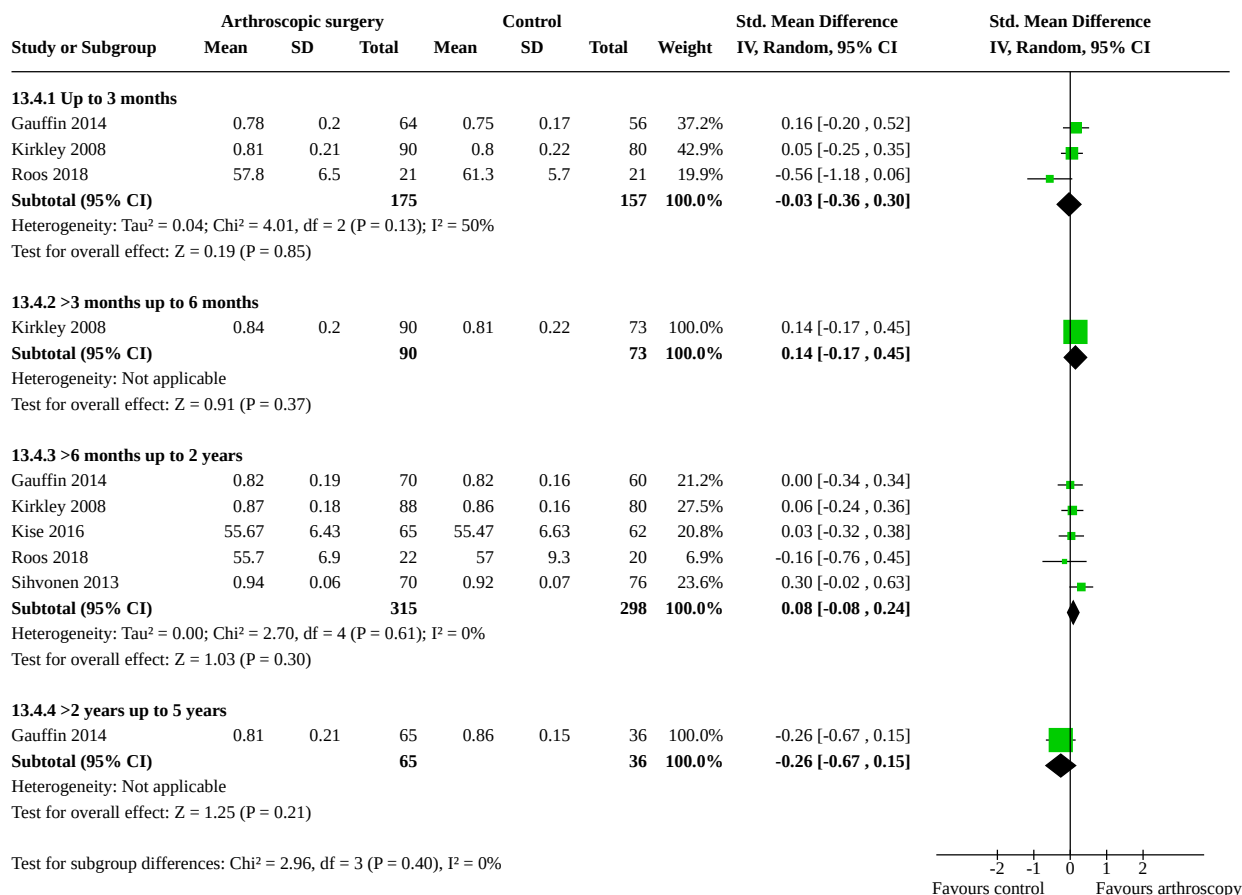 Arthroscopic surgery Control Std. Mean Difference Std. Mean Difference
Study or Subgroup Mean SD Total Mean SD Total Weight IV, Random, 95% CI IV, Random, 95% CI
13.4.1 Up to 3 months
Gauffin 2014 0.78 0.2 64 0.75 0.17 56 37.2% 0.16 [-0.20 , 0.52]
Kirkley 2008 0.81 0.21 90 0.8 0.22 80 42.9% 0.05 [-0.25 , 0.35]
Roos 2018 57.8 6.5 21 61.3 5.7 21 19.9% -0.56 [-1.18 , 0.06]
Subtotal (95% CI) 175 157 100.0% -0.03 [-0.36 , 0.30]
Heterogeneity: Tau² = 0.04; Chi² = 4.01, df = 2 (P = 0.13); I² = 50%
Test for overall effect: Z = 0.19 (P = 0.85)
13.4.2 >3 months up to 6 months
Kirkley 2008 0.84 0.2 90 0.81 0.22 73 100.0% 0.14 [-0.17 , 0.45]
Subtotal (95% CI) 90 73 100.0% 0.14 [-0.17 , 0.45]
Heterogeneity: Not applicable
Test for overall effect: Z = 0.91 (P = 0.37)
13.4.3 >6 months up to 2 years
Gauffin 2014 0.82 0.19 70 0.82 0.16 60 21.2% 0.00 [-0.34 , 0.34]
Kirkley 2008 0.87 0.18 88 0.86 0.16 80 27.5% 0.06 [-0.24 , 0.36]
Kise 2016 55.67 6.43 65 55.47 6.63 62 20.8% 0.03 [-0.32 , 0.38]
Roos 2018 55.7 6.9 22 57 9.3 20 6.9% -0.16 [-0.76 , 0.45]
Sihvonen 2013 0.94 0.06 70 0.92 0.07 76 23.6% 0.30 [-0.02 , 0.63]
Subtotal (95% CI) 315 298 100.0% 0.08 [-0.08 , 0.24]
Heterogeneity: Tau² = 0.00; Chi² = 2.70, df = 4 (P = 0.61); I² = 0%
Test for overall effect: Z = 1.03 (P = 0.30)
13.4.4 >2 years up to 5 years
Gauffin 2014 0.81 0.21 65 0.86 0.15 36 100.0% -0.26 [-0.67 , 0.15]
Subtotal (95% CI) 65 36 100.0% -0.26 [-0.67 , 0.15]
Heterogeneity: Not applicable
Test for overall effect: Z = 1.25 (P = 0.21)
Test for subgroup differences: Chi² = 2.96, df = 3 (P = 0.40), I² = 0%
-2 -1 0 1 2
Favours control Favours arthroscopy